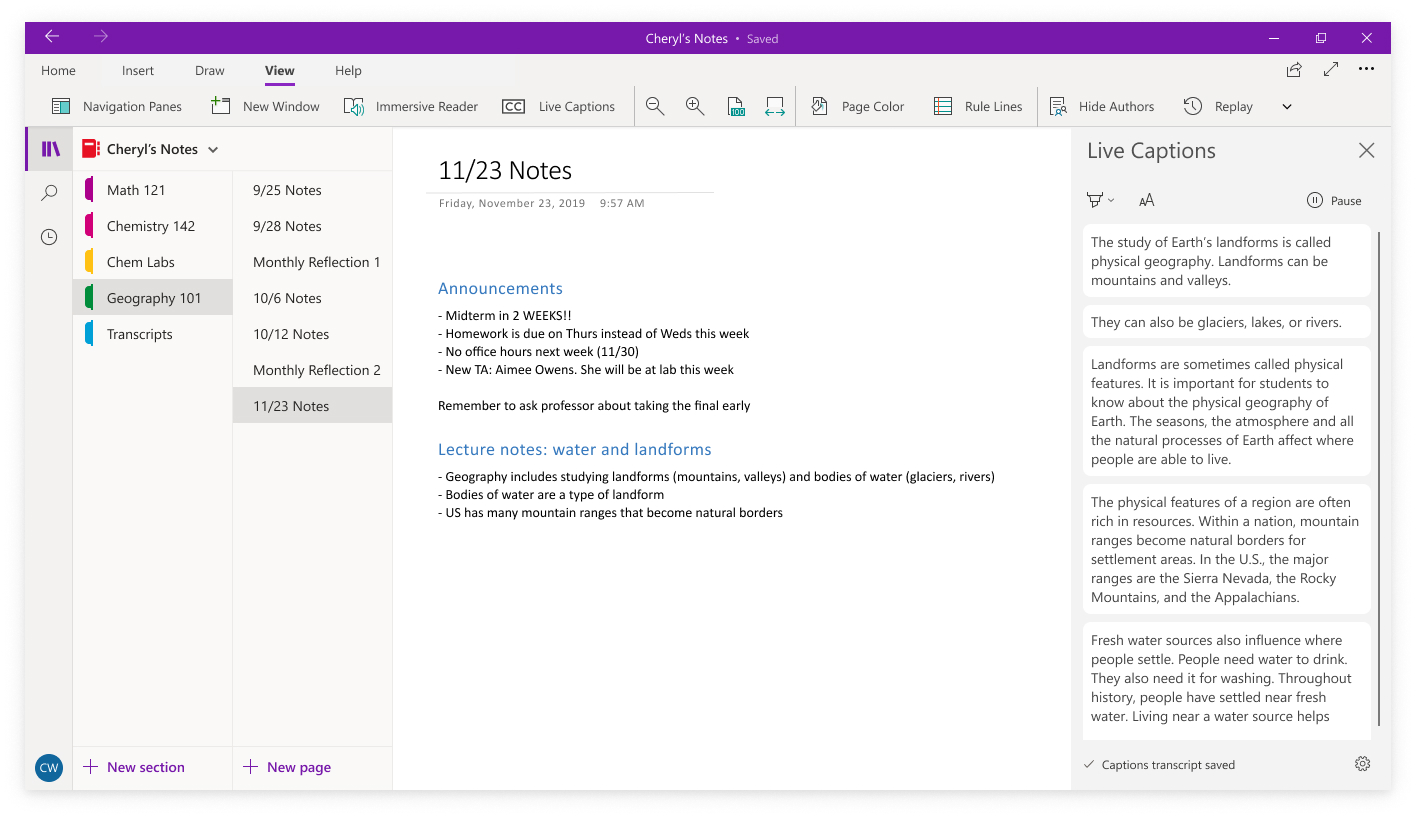 Cheryl's Notes • Saved
Home Insert Draw View Help
Navigation Panes New Window Immersive Reader CC Live Captions 100 Page Color Rule Lines Hide Authors Replay
Cheryl's Notes
Math 121
Chemistry 142
Chem Labs
Geography 101
Transcripts
New section
CW
9/25 Notes
9/28 Notes
Monthly Reflection 1
10/6 Notes
10/12 Notes
Monthly Reflection 2
11/23 Notes
New page
11/23 Notes
Friday, November 23, 2019 9:57 AM
Announcements
- Midterm in 2 WEEKS!!
- Homework is due on Thurs instead of Weds this week
- No office hours next week (11/30)
- New TA: Aimee Owens. She will be at lab this week
Remember to ask professor about taking the final early
Lecture notes: water and landforms
- Geography includes studying landforms (mountains, valleys) and bodies of water (glaciers, rivers)
- Bodies of water are a type of landform
- US has many mountain ranges that become natural borders
Live Captions
AA Pause
The study of Earth's landforms is called
physical geography. Landforms can be
mountains and valleys.
They can also be glaciers, lakes, or rivers.
Landforms are sometimes called physical
features. It is important for students to
know about the physical geography of
Earth. The seasons, the atmosphere and all
the natural processes of Earth affect where
people are able to live.
The physical features of a region are often
rich in resources. Within a nation, mountain
ranges become natural borders for
settlement areas. In the U.S., the major
ranges are the Sierra Nevada, the Rocky
Mountains, and the Appalachians.
Fresh water sources also influence where
people settle. People need water to drink.
They also need it for washing. Throughout
history, people have settled near fresh
water. Living near a water source helps
Captions transcript saved